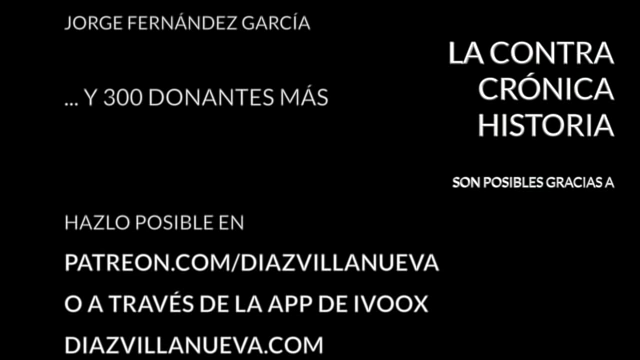 JORGE FERNÁNDEZ GARCÍA
... Y 300 DONANTES MÁS
LA CONTRA
CRÓNICA
HISTORIA
SON POSIBLES GRACIAS A
HAZLO POSIBLE EN
PATREON.COM/DIAZVILLANUEVA
O A TRAVÉS DE LA APP DE IVOOX
DIAZVILLANUEVA.COM